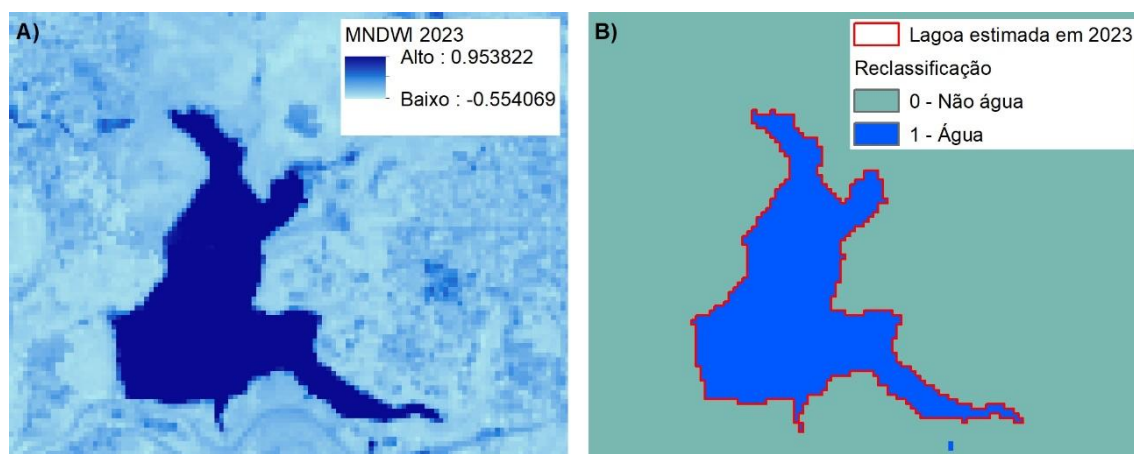 A)
MNDWI 2023
Alto : 0.953822
Baixo : -0.554069
B)
Lagoa estimada em 2023
Reclassificação
0 - Não água
1 - Água